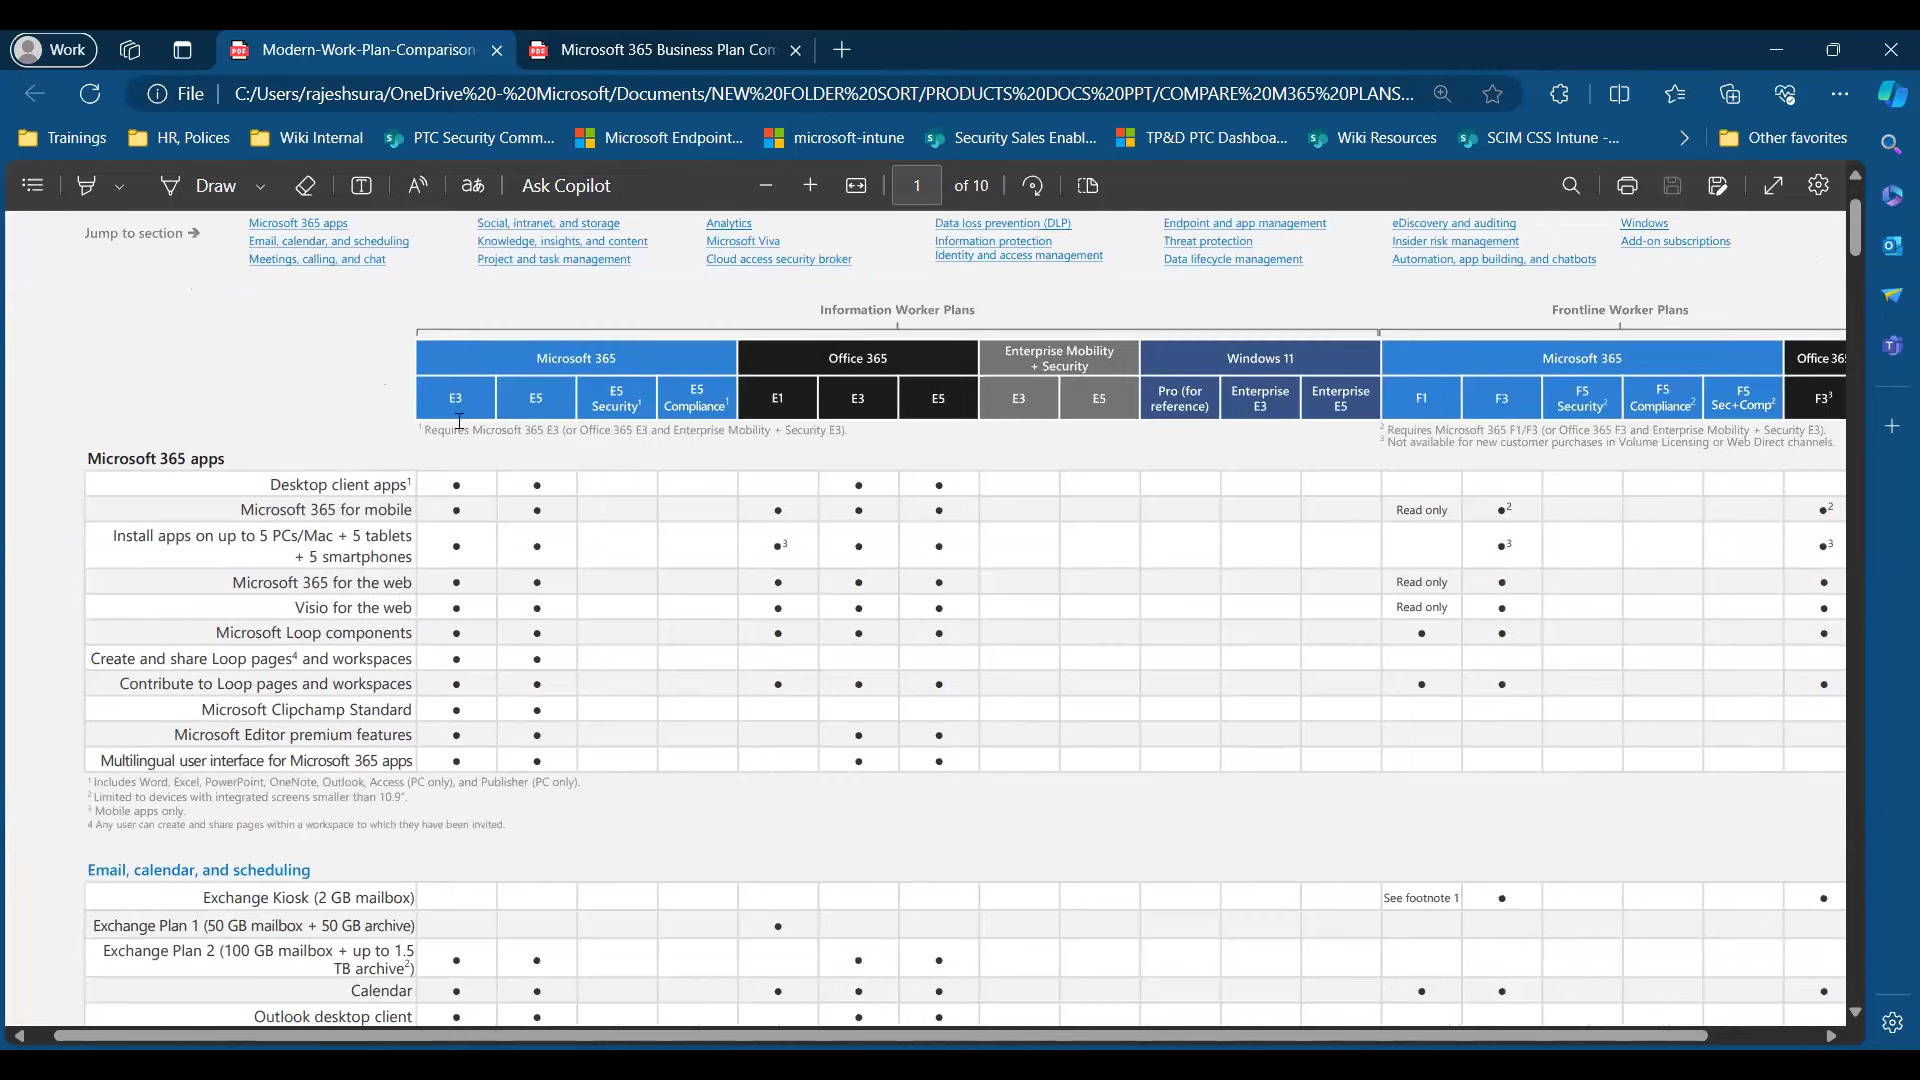 Work
Modern-Work-Plan-Comparison
Microsoft 365 Business Plan Com
File
C:/Users/rajeshsura/OneDrive%20-%20Microsoft/Documents/NEW%20FOLDER%20SORT/PRODUCTS%20DOCS%20PPT/COMPARE%20M365%20PLANS...
Trainings
HR, Polices
Wiki Internal
PTC Security Comm...
Microsoft Endpoint...
microsoft-intune
Security Sales Enabl...
TP&D PTC Dashboa...
Wiki Resources
SCIM CSS Intune -...
Other favorites
Draw
Ask Copilot
1
of 10
Jump to section →
Microsoft 365 apps
Email, calendar, and scheduling
Meetings, calling, and chat
Social, intranet, and storage
Knowledge, insights, and content
Project and task management
Analytics
Microsoft Viva
Cloud access security broker
Data loss prevention (DLP)
Information protection
Identity and access management
Endpoint and app management
Threat protection
Data lifecycle management
eDiscovery and auditing
Insider risk management
Automation, app building, and chatbots
Windows
Add-on subscriptions
Information Worker Plans
Frontline Worker Plans
Microsoft 365
Office 365
Enterprise Mobility
+ Security
Windows 11
Microsoft 365
Office 365
E3
E5
E5
Security¹
E5
Compliance¹
E1
E3
E5
E3
E5
Pro (for
reference)
Enterprise
E3
Enterprise
E5
F1
F3
F5
Security²
F5
Compliance²
F5
Sec+Comp²
F3³
¹ Requires Microsoft 365 E3 (or Office 365 E3 and Enterprise Mobility + Security E3).
² Requires Microsoft 365 F1/F3 (or Office 365 F3 and Enterprise Mobility + Security E3).
³ Not available for new customer purchases in Volume Licensing or Web Direct channels.
Microsoft 365 apps
Desktop client apps¹ ● ● ● ●
Microsoft 365 for mobile ● ● ● ● ● Read only ●² ●²
Install apps on up to 5 PCs/Mac + 5 tablets
+ 5 smartphones ● ● ●³ ● ● ●³ ●³
Microsoft 365 for the web ● ● ● ● ● Read only ● ●
Visio for the web ● ● ● ● ● Read only ● ●
Microsoft Loop components ● ● ● ● ● ● ● ●
Create and share Loop pages⁴ and workspaces ● ●
Contribute to Loop pages and workspaces ● ● ● ● ● ● ● ●
Microsoft Clipchamp Standard ● ●
Microsoft Editor premium features ● ● ● ●
Multilingual user interface for Microsoft 365 apps ● ● ● ●
¹ Includes Word, Excel, PowerPoint, OneNote, Outlook, Access (PC only), and Publisher (PC only).
² Limited to devices with integrated screens smaller than 10.9".
³ Mobile apps only.
4 Any user can create and share pages within a workspace to which they have been invited.
Email, calendar, and scheduling
Exchange Kiosk (2 GB mailbox) See footnote 1 ● ●
Exchange Plan 1 (50 GB mailbox + 50 GB archive) ●
Exchange Plan 2 (100 GB mailbox + up to 1.5
TB archive²) ● ● ● ●
Calendar ● ● ● ● ● ● ● ●
Outlook desktop client ● ● ● ●